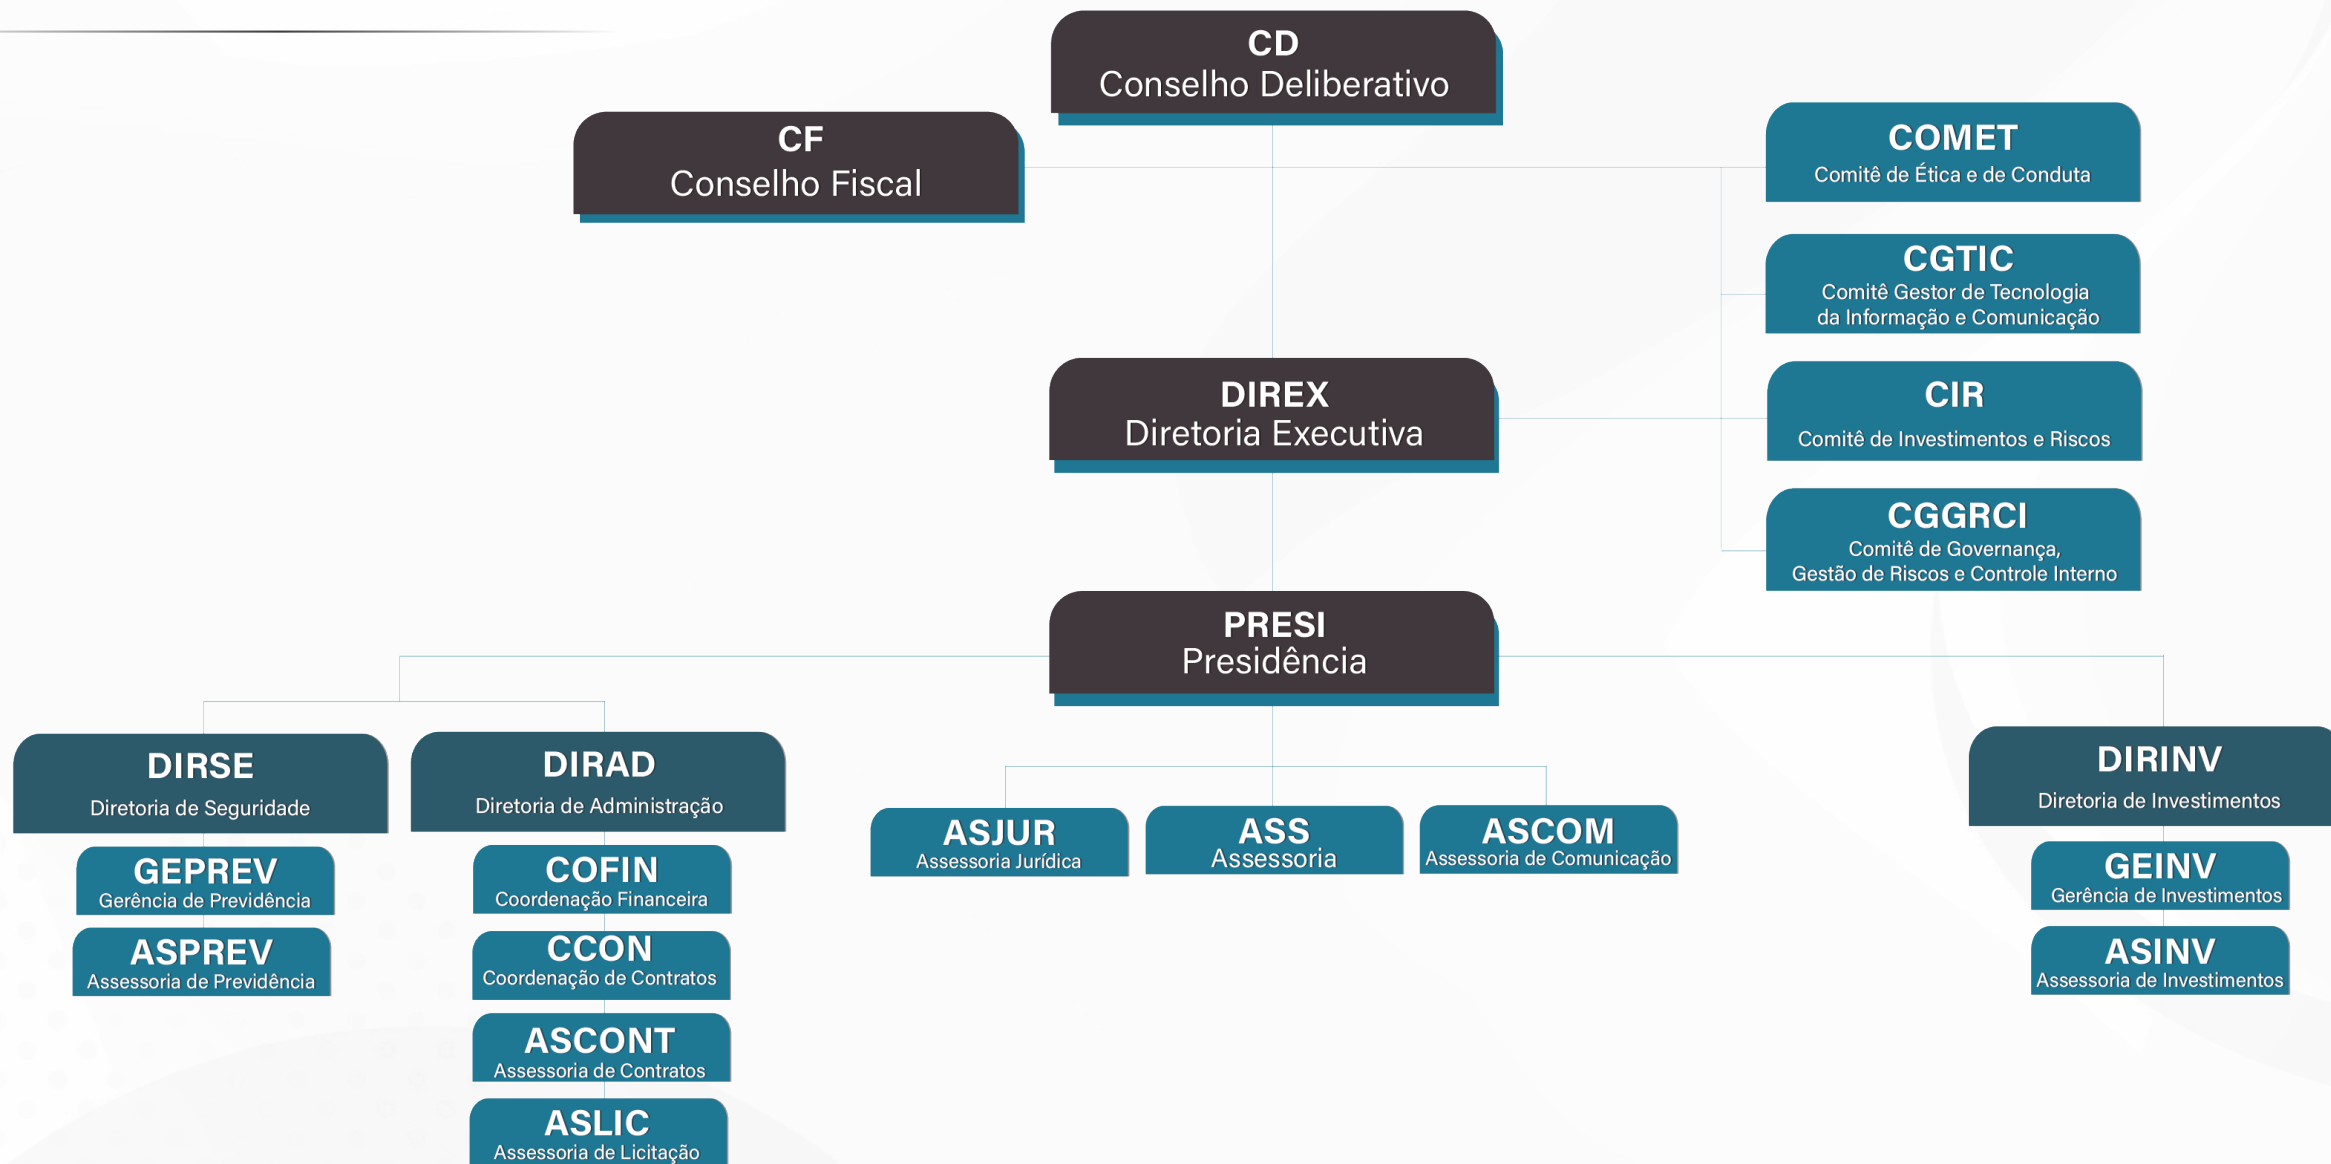 CD
Conselho Deliberativo
CF
Conselho Fiscal
COMET
Comitê de Ética e de Conduta
CGTIC
Comitê Gestor de Tecnologia
da Informação e Comunicação
DIREX
Diretoria Executiva
CIR
Comitê de Investimentos e Riscos
CGGRCI
Comitê de Governança,
Gestão de Riscos e Controle Interno
PRESI
Presidência
DIRSE
Diretoria de Seguridade
GEPREV
Gerência de Previdência
ASPREV
Assessoria de Previdência
DIRAD
Diretoria de Administração
COFIN
Coordenação Financeira
CCON
Coordenação de Contratos
ASCONT
Assessoria de Contratos
ASLIC
Assessoria de Licitação
ASJUR
Assessoria Jurídica
ASS
Assessoria
ASCOM
Assessoria de Comunicação
DIRINV
Diretoria de Investimentos
GEINV
Gerência de Investimentos
ASINV
Assessoria de Investimentos